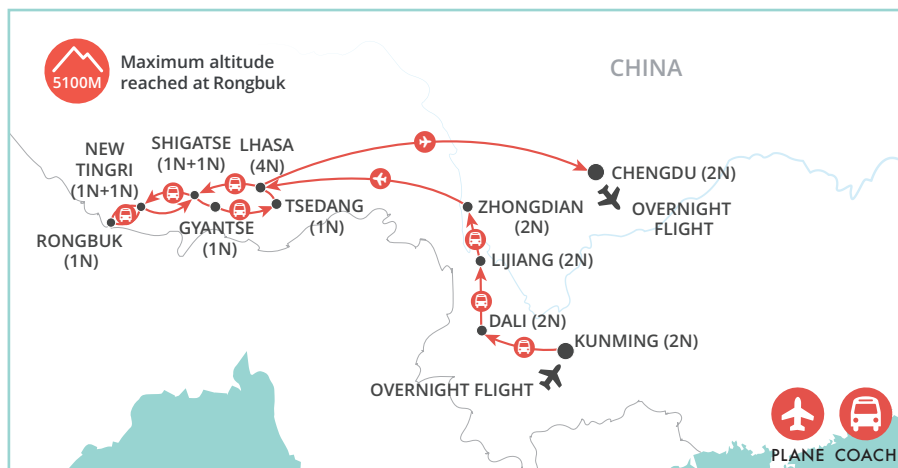 5100M
Maximum altitude
reached at Rongbuk
CHINA
NEW
TINGRI
(1N+1N)
SHIGATSE
(1N+1N)
LHASA
(4N)
CHENGDU (2N)
OVERNIGHT
FLIGHT
TSEDANG
(1N)
ZHONGDIAN
(2N)
GYANTSE
(1N)
RONGBUK
(1N)
LIJIANG (2N)
DALI (2N)
KUNMING (2N)
OVERNIGHT FLIGHT
PLANE
COACH